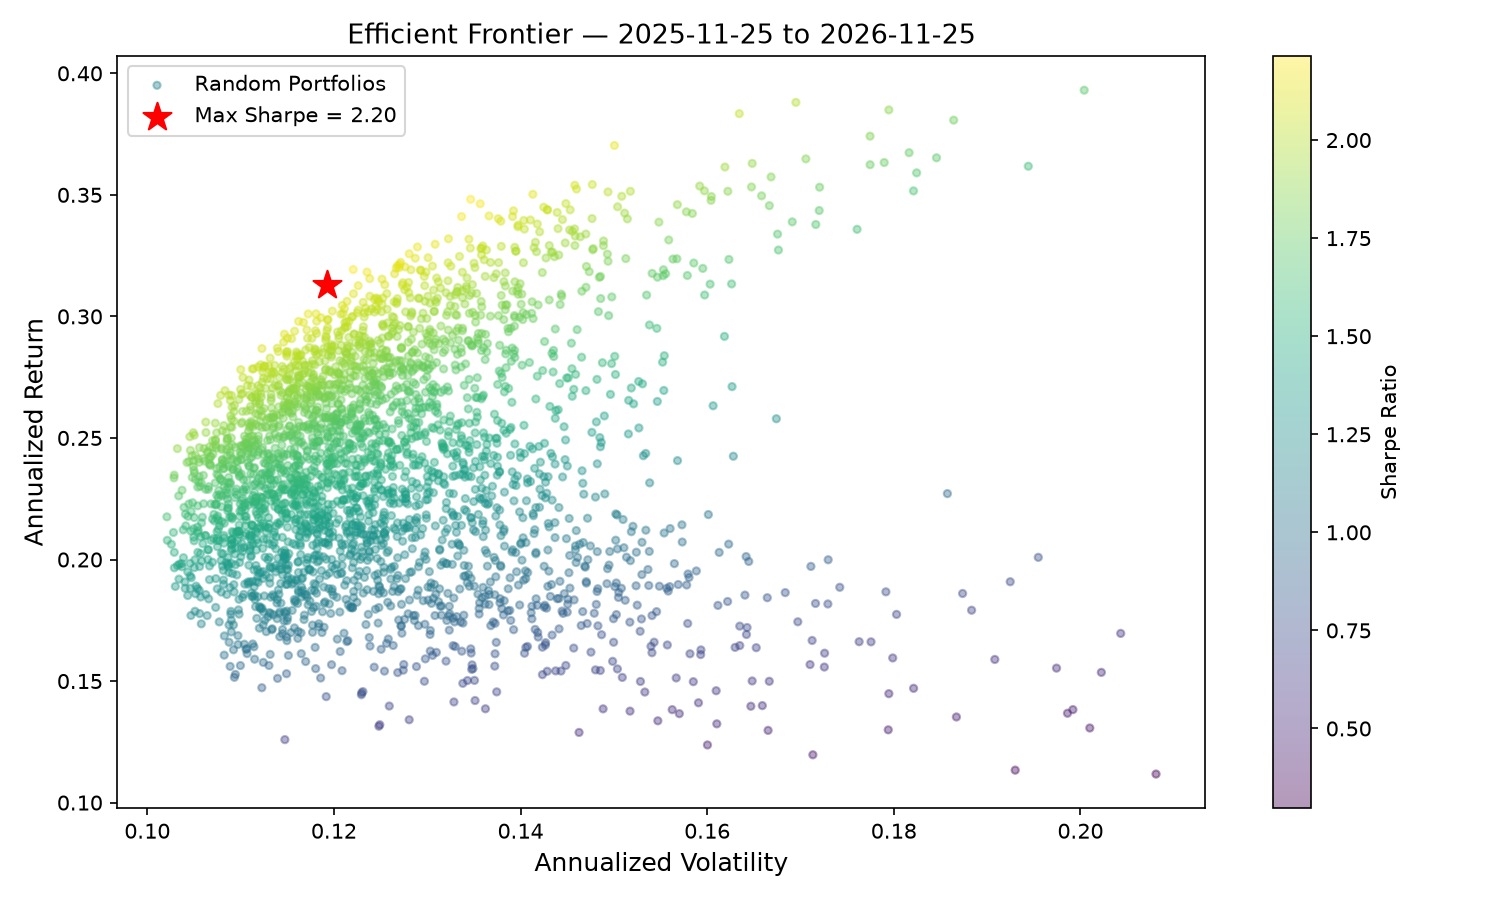 Efficient Frontier — 2025-11-25 to 2026-11-25
Random Portfolios
Max Sharpe = 2.20
Annualized Return
0.40
0.35
0.30
0.25
0.20
0.15
0.10
0.10 0.12 0.14 0.16 0.18 0.20
Annualized Volatility
2.00
1.75
1.50
1.25
1.00
0.75
0.50
Sharpe Ratio